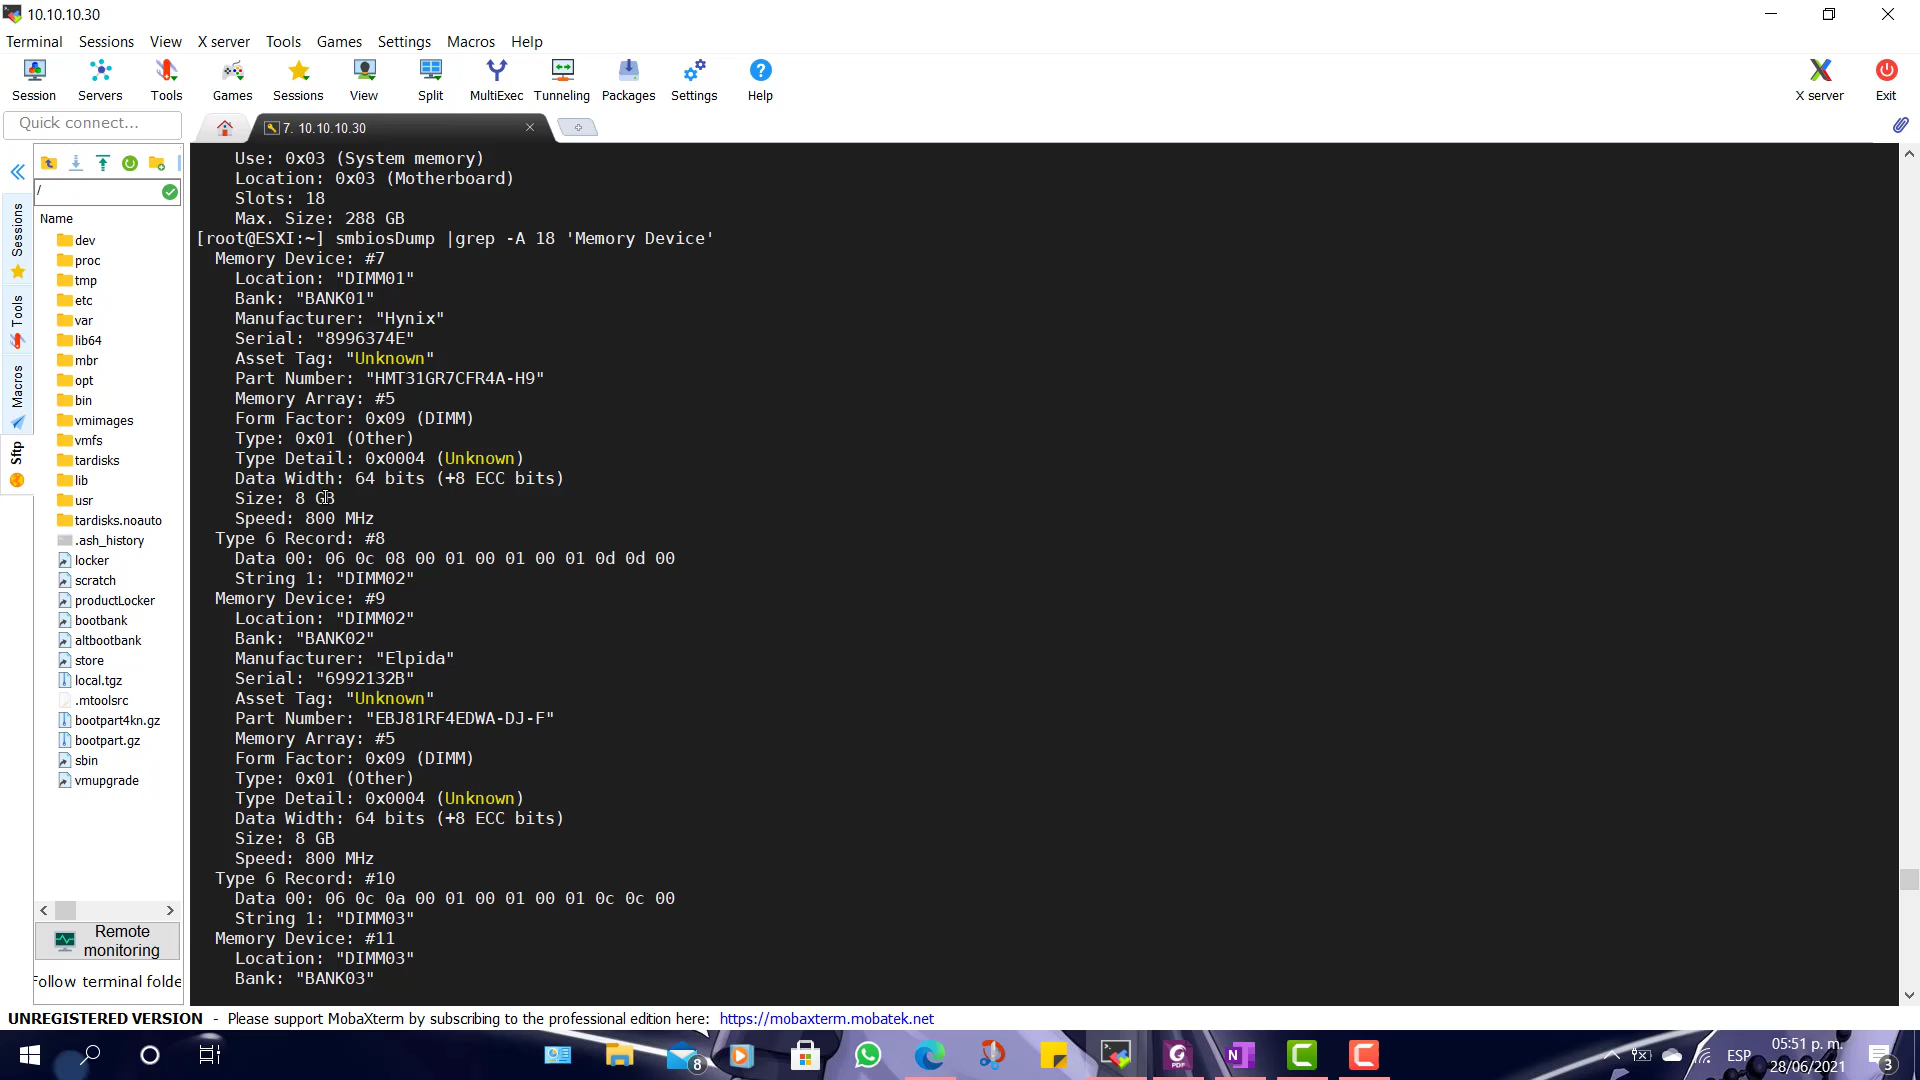 10.10.10.30
Terminal Sessions View X server Tools Games Settings Macros Help
Session Servers Tools Games Sessions View Split MultiExec Tunneling Packages Settings Help X server Exit
Quick connect...
7. 10.10.10.30
/
Name
dev
proc
tmp
etc
var
lib64
mbr
opt
bin
vmimages
vmfs
tardisks
lib
usr
tardisks.noauto
.ash_history
locker
scratch
productLocker
bootbank
altbootbank
store
local.tgz
.mtoolsrc
bootpart4kn.gz
bootpart.gz
sbin
vmupgrade
Sessions
Tools
Macros
Sftp
Remote
monitoring
Follow terminal folde
Use: 0x03 (System memory)
Location: 0x03 (Motherboard)
Slots: 18
Max. Size: 288 GB
[root@ESXI:~] smbiosDump |grep -A 18 'Memory Device'
Memory Device: #7
Location: "DIMM01"
Bank: "BANK01"
Manufacturer: "Hynix"
Serial: "8996374E"
Asset Tag: "Unknown"
Part Number: "HMT31GR7CFR4A-H9"
Memory Array: #5
Form Factor: 0x09 (DIMM)
Type: 0x01 (Other)
Type Detail: 0x0004 (Unknown)
Data Width: 64 bits (+8 ECC bits)
Size: 8 GB
Speed: 800 MHz
Type 6 Record: #8
Data 00: 06 0c 08 00 01 00 01 00 01 0d 0d 00
String 1: "DIMM02"
Memory Device: #9
Location: "DIMM02"
Bank: "BANK02"
Manufacturer: "Elpida"
Serial: "6992132B"
Asset Tag: "Unknown"
Part Number: "EBJ81RF4EDWA-DJ-F"
Memory Array: #5
Form Factor: 0x09 (DIMM)
Type: 0x01 (Other)
Type Detail: 0x0004 (Unknown)
Data Width: 64 bits (+8 ECC bits)
Size: 8 GB
Speed: 800 MHz
Type 6 Record: #10
Data 00: 06 0c 0a 00 01 00 01 00 01 0c 0c 00
String 1: "DIMM03"
Memory Device: #11
Location: "DIMM03"
Bank: "BANK03"
UNREGISTERED VERSION - Please support MobaXterm by subscribing to the professional edition here: https://mobaxterm.mobatek.net
8
PDF
N
C
C
ESP
05:51 p. m.
28/06/2021
3